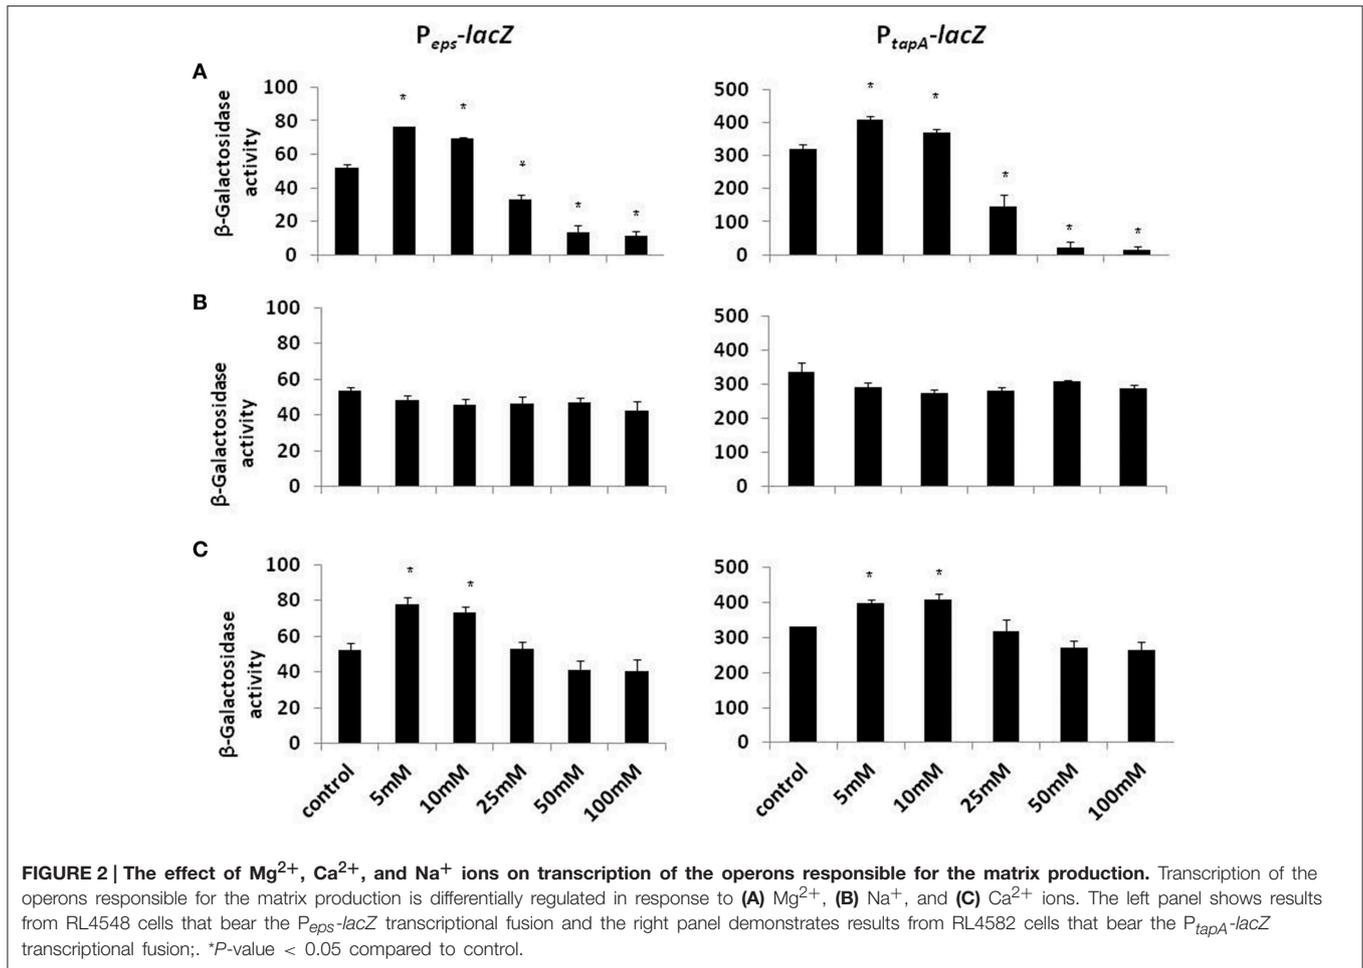 P_eps-lacZ P_tapA-lacZ
A
β-Galactosidase
activity
100
80
60
40
20
0
* * * * * *
500
400
300
200
100
0
* * * * * *
B
β-Galactosidase
activity
100
80
60
40
20
0
500
400
300
200
100
0
C
β-Galactosidase
activity
100
80
60
40
20
0
* *
500
400
300
200
100
0
* *
control 5mM 10mM 25mM 50mM 100mM
control 5mM 10mM 25mM 50mM 100mM
FIGURE 2 | The effect of Mg²⁺, Ca²⁺, and Na⁺ ions on transcription of the operons responsible for the matrix production. Transcription of the
operons responsible for the matrix production is differentially regulated in response to (A) Mg²⁺, (B) Na⁺, and (C) Ca²⁺ ions. The left panel shows results
from RL4548 cells that bear the P_eps-lacZ transcriptional fusion and the right panel demonstrates results from RL4582 cells that bear the P_tapA-lacZ
transcriptional fusion;. *P-value < 0.05 compared to control.